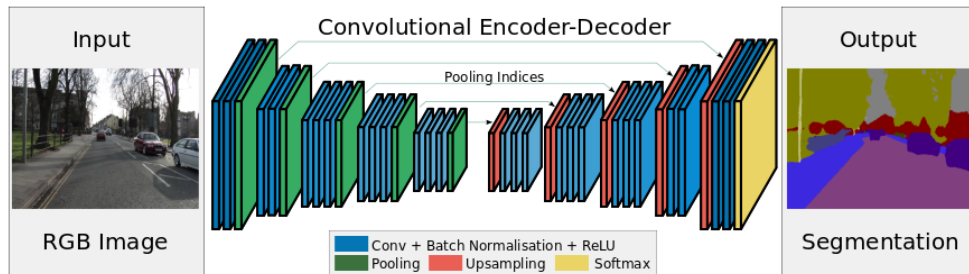 Input
Convolutional Encoder-Decoder
Output
Pooling Indices
RGB Image
Segmentation
Conv + Batch Normalisation + ReLU
Pooling
Upsampling
Softmax